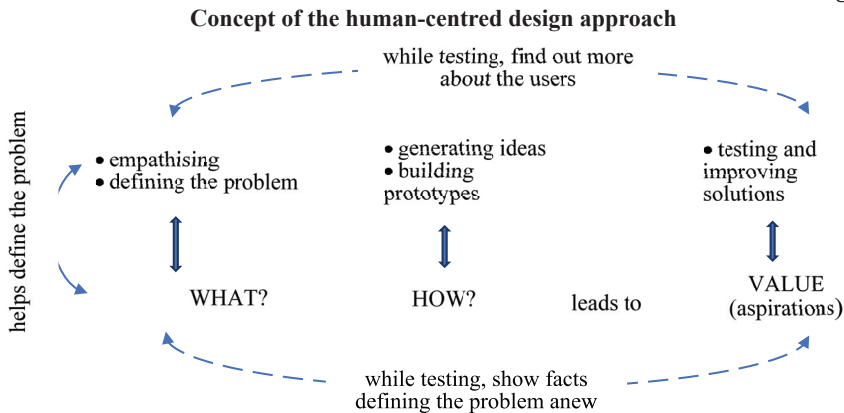 Concept of the human-centred design approach
while testing, find out more
about the users
helps define the problem
• empathising
• defining the problem
• generating ideas
• building
prototypes
• testing and
improving
solutions
WHAT?
HOW?
leads to
VALUE
(aspirations)
while testing, show facts
defining the problem anew